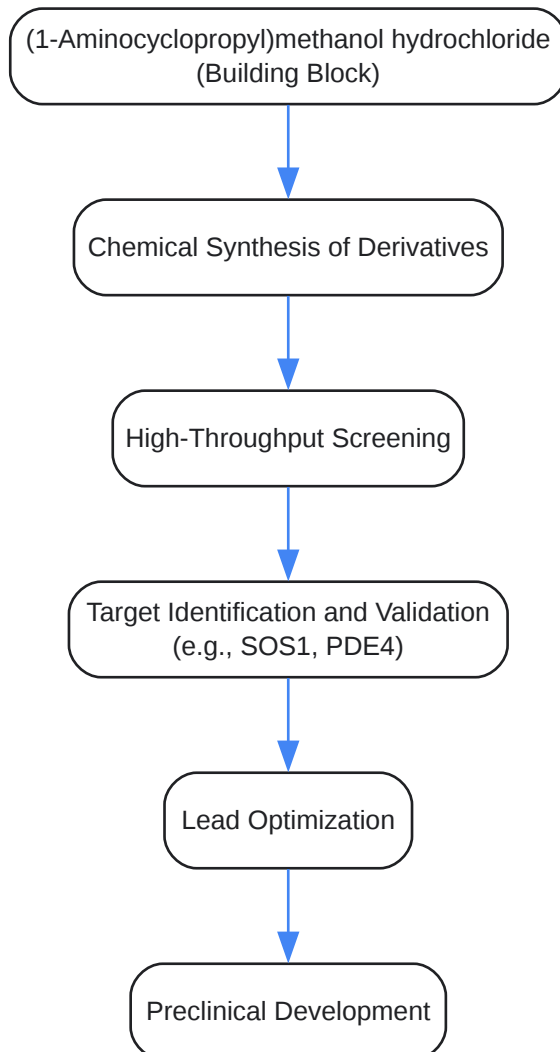 (1-Aminocyclopropyl)methanol hydrochloride
(Building Block)
Chemical Synthesis of Derivatives
High-Throughput Screening
Target Identification and Validation
(e.g., SOS1, PDE4)
Lead Optimization
Preclinical Development